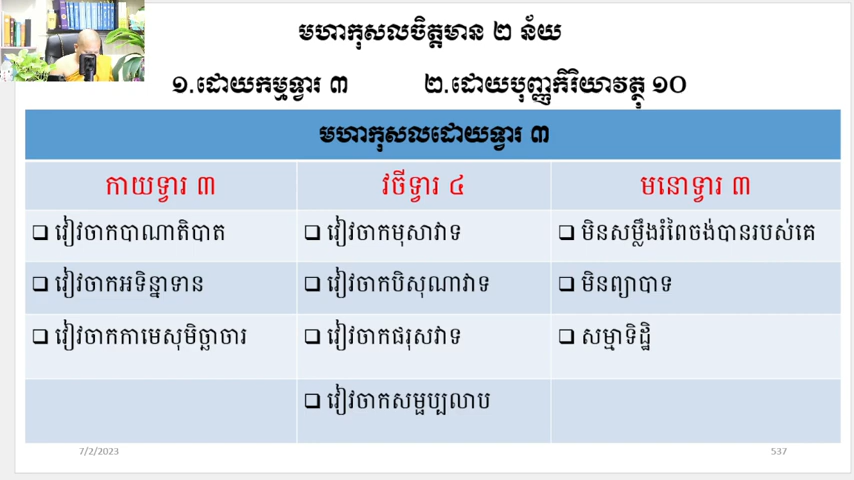 មហាកុសលចិត្តមាន ២ ន័យ
១.ដោយកម្មទ្វារ ៣ ២.ដោយបុញ្ញកិរិយាវត្ថុ ១០
មហាកុសលដោយទ្វារ ៣
កាយទ្វារ ៣ វចីទ្វារ ៤ មនោទ្វារ ៣
❑ វៀវចាកបាណាតិបាត ❑ វៀវចាកមុសាវាទ ❑ មិនសម្លឹងរំពៃចង់បានរបស់គេ
❑ វៀវចាកអទិន្នាទាន ❑ វៀវចាកបិសុណាវាទ ❑ មិនព្យាបាទ
❑ វៀវចាកកាមេសុមិច្ឆាចារ ❑ វៀវចាកផរុសវាទ ❑ សម្មាទិដ្ឋិ
❑ វៀវចាកសម្ផប្បលាប
7/2/2023 537